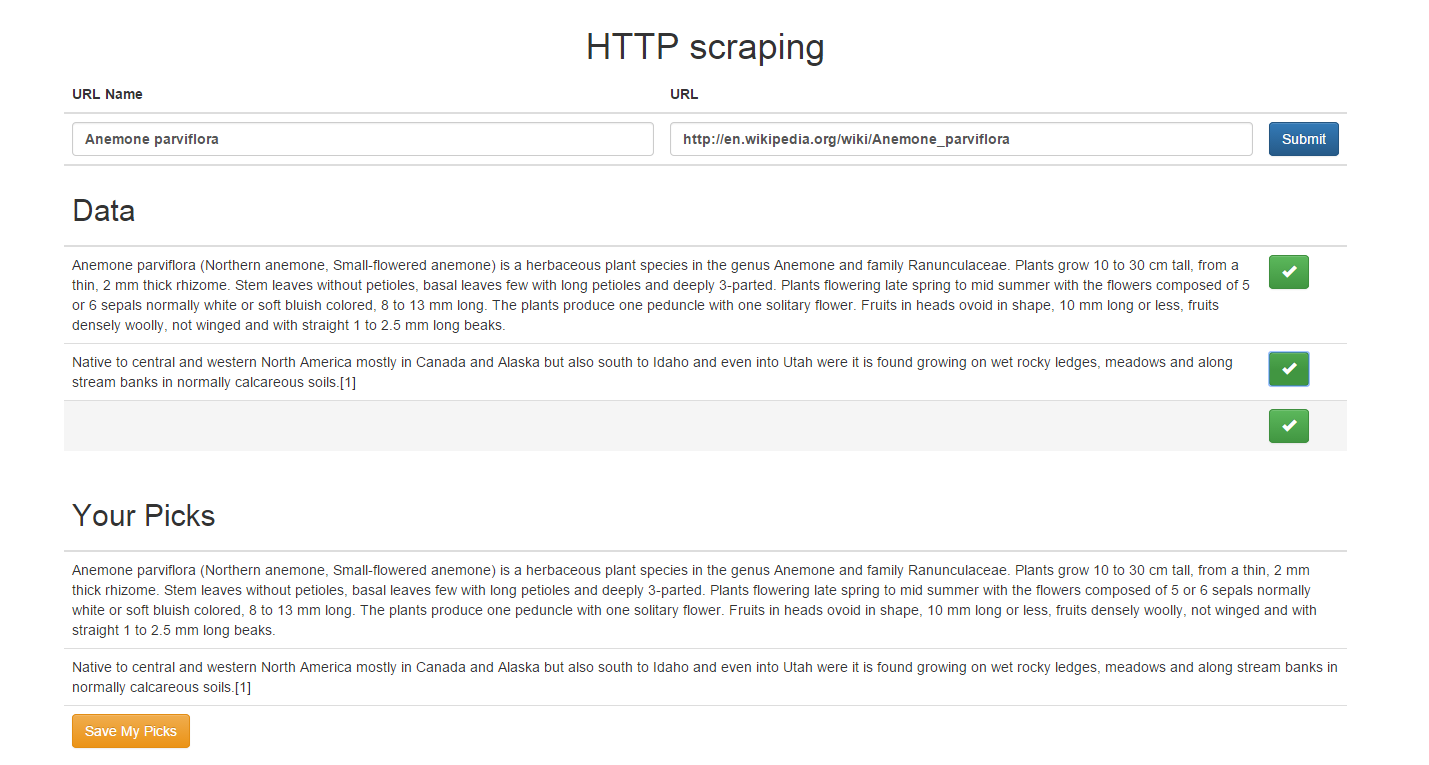 HTTP scraping
URL Name URL
Anemone parviflora http://en.wikipedia.org/wiki/Anemone_parviflora Submit
Data
Anemone parviflora (Northern anemone, Small-flowered anemone) is a herbaceous plant species in the genus Anemone and family Ranunculaceae. Plants grow 10 to 30 cm tall, from a
thin, 2 mm thick rhizome. Stem leaves without petioles, basal leaves few with long petioles and deeply 3-parted. Plants flowering late spring to mid summer with the flowers composed of 5
or 6 sepals normally white or soft bluish colored, 8 to 13 mm long. The plants produce one peduncle with one solitary flower. Fruits in heads ovoid in shape, 10 mm long or less, fruits
densely woolly, not winged and with straight 1 to 2.5 mm long beaks.
Native to central and western North America mostly in Canada and Alaska but also south to Idaho and even into Utah were it is found growing on wet rocky ledges, meadows and along
stream banks in normally calcareous soils.[1]
Your Picks
Anemone parviflora (Northern anemone, Small-flowered anemone) is a herbaceous plant species in the genus Anemone and family Ranunculaceae. Plants grow 10 to 30 cm tall, from a thin, 2 mm
thick rhizome. Stem leaves without petioles, basal leaves few with long petioles and deeply 3-parted. Plants flowering late spring to mid summer with the flowers composed of 5 or 6 sepals normally
white or soft bluish colored, 8 to 13 mm long. The plants produce one peduncle with one solitary flower. Fruits in heads ovoid in shape, 10 mm long or less, fruits densely woolly, not winged and with
straight 1 to 2.5 mm long beaks.
Native to central and western North America mostly in Canada and Alaska but also south to Idaho and even into Utah were it is found growing on wet rocky ledges, meadows and along stream banks in
normally calcareous soils.[1]
Save My Picks